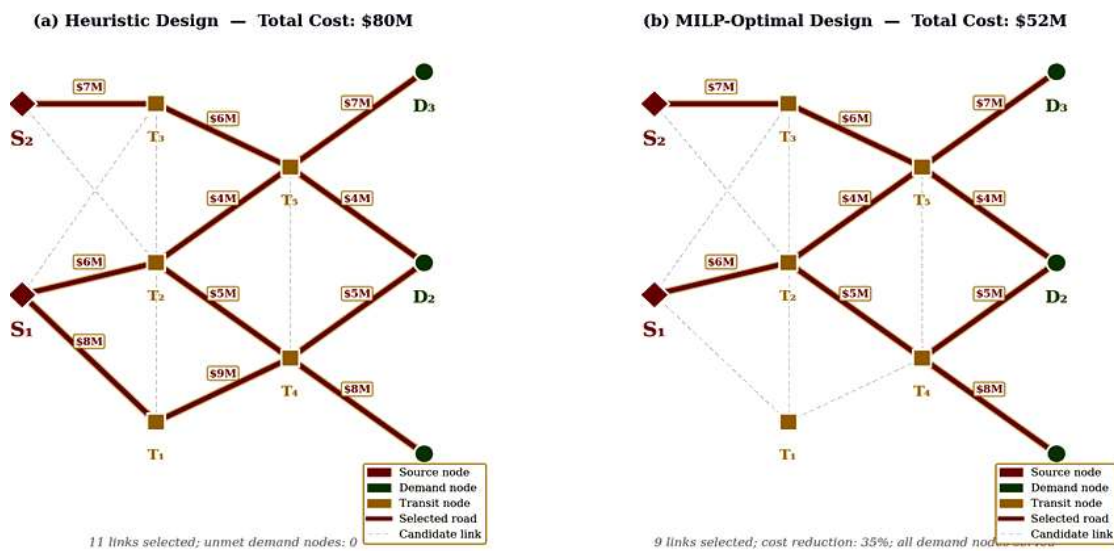 (a) Heuristic Design — Total Cost: $80M
$7M
$7M
D₃
S₂
T₃
$6M
T₅
$4M
$4M
$6M
T₂
$5M
$5M
D₂
S₁
$8M
$9M
T₄
$8M
T₁
Source node
Demand node
Transit node
Selected road
Candidate link
11 links selected; unmet demand nodes: 0
(b) MILP-Optimal Design — Total Cost: $52M
$7M
$7M
D₃
S₂
T₃
$6M
T₅
$4M
$4M
$6M
T₂
$5M
$5M
D₂
S₁
T₄
$8M
T₁
Source node
Demand node
Transit node
Selected road
Candidate link
9 links selected; cost reduction: 35%; all demand